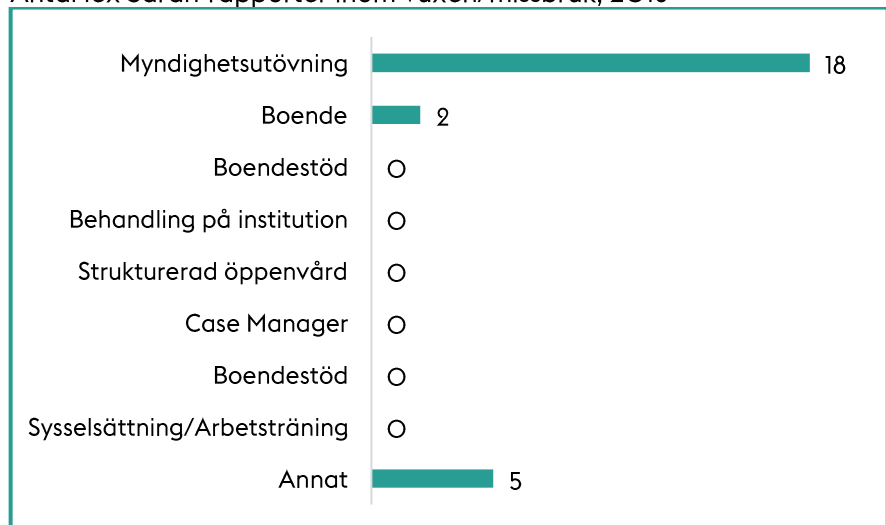 Myndighetsutövning 18
Boende 2
Boendestöd 0
Behandling på institution 0
Strukturerad öppenvård 0
Case Manager 0
Boendestöd 0
Sysselsättning/Arbetsträning 0
Annat 5